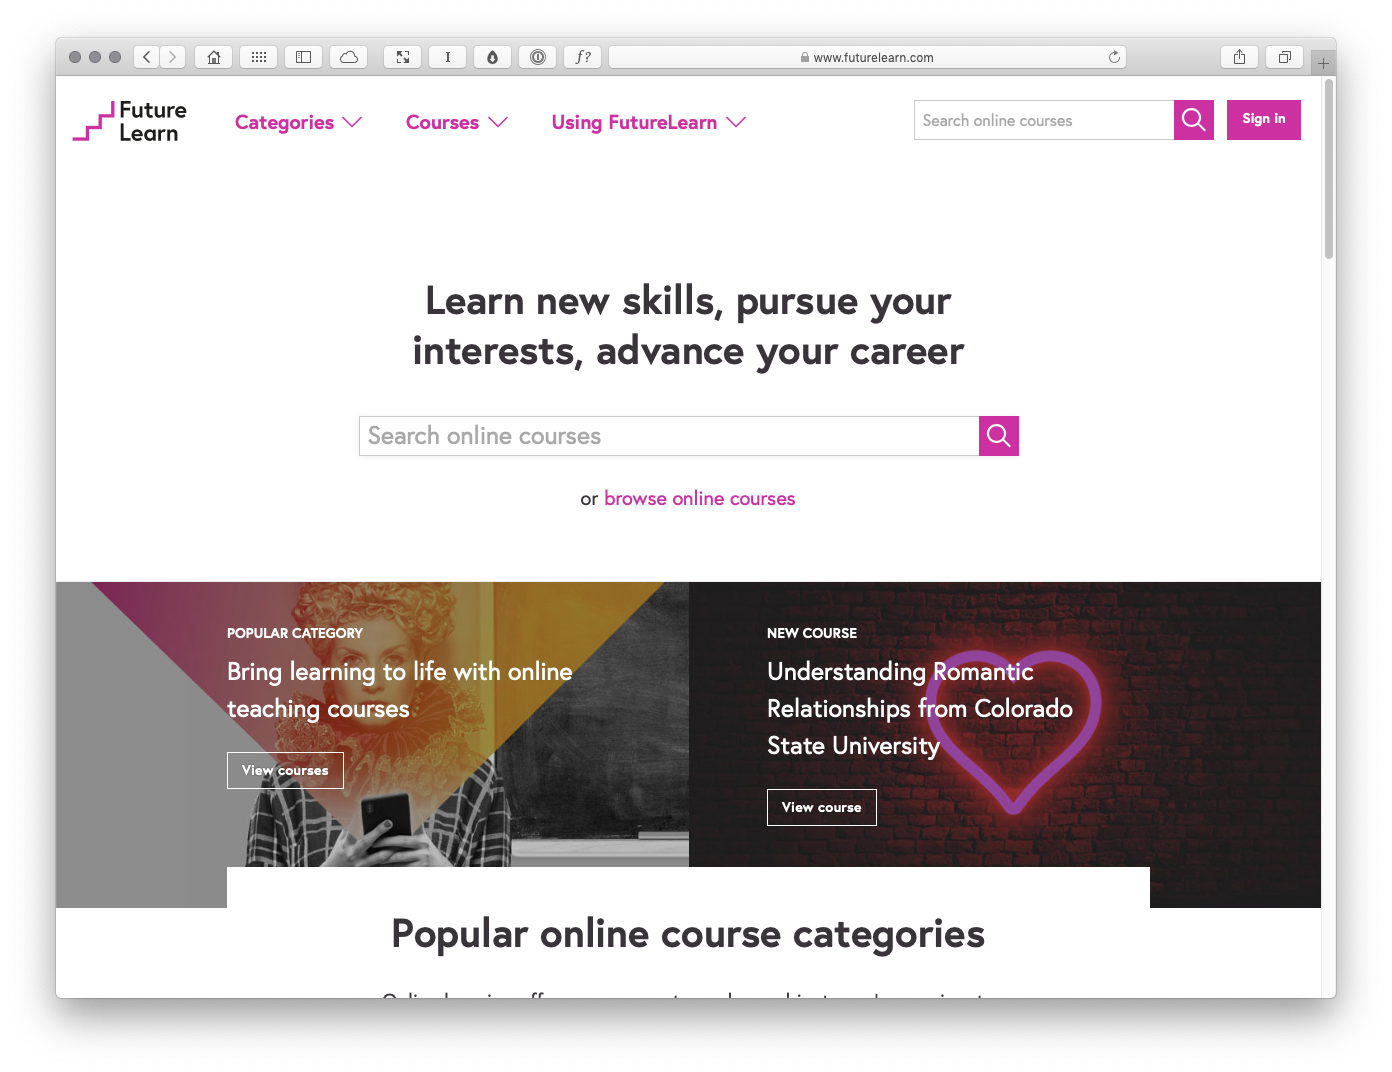 www.futurelearn.com
Future
Learn
Categories
Courses
Using FutureLearn
Search online courses
Sign in
Learn new skills, pursue your
interests, advance your career
Search online courses
or browse online courses
POPULAR CATEGORY
Bring learning to life with online
teaching courses
View courses
NEW COURSE
Understanding Romantic
Relationships from Colorado
State University
View course
Popular online course categories